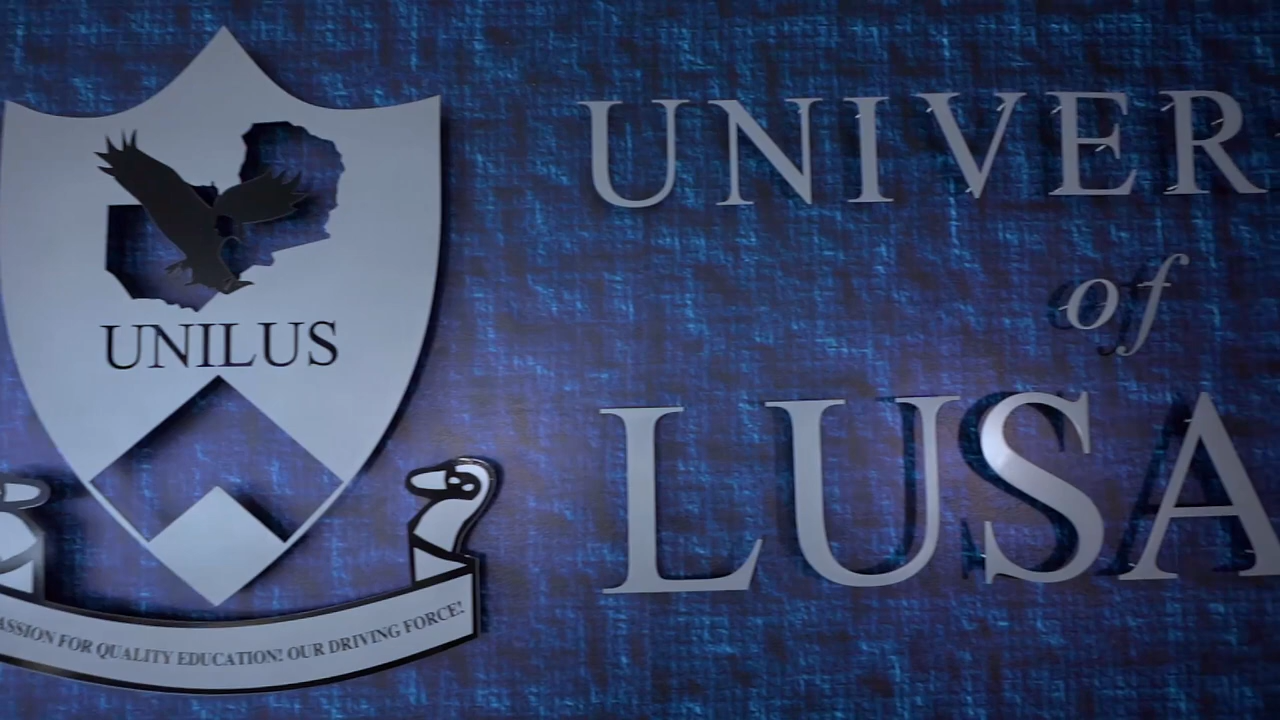 UNILUS
ASSION FOR QUALITY EDUCATION! OUR DRIVING FORCE!
UNIVER
of
LUSA